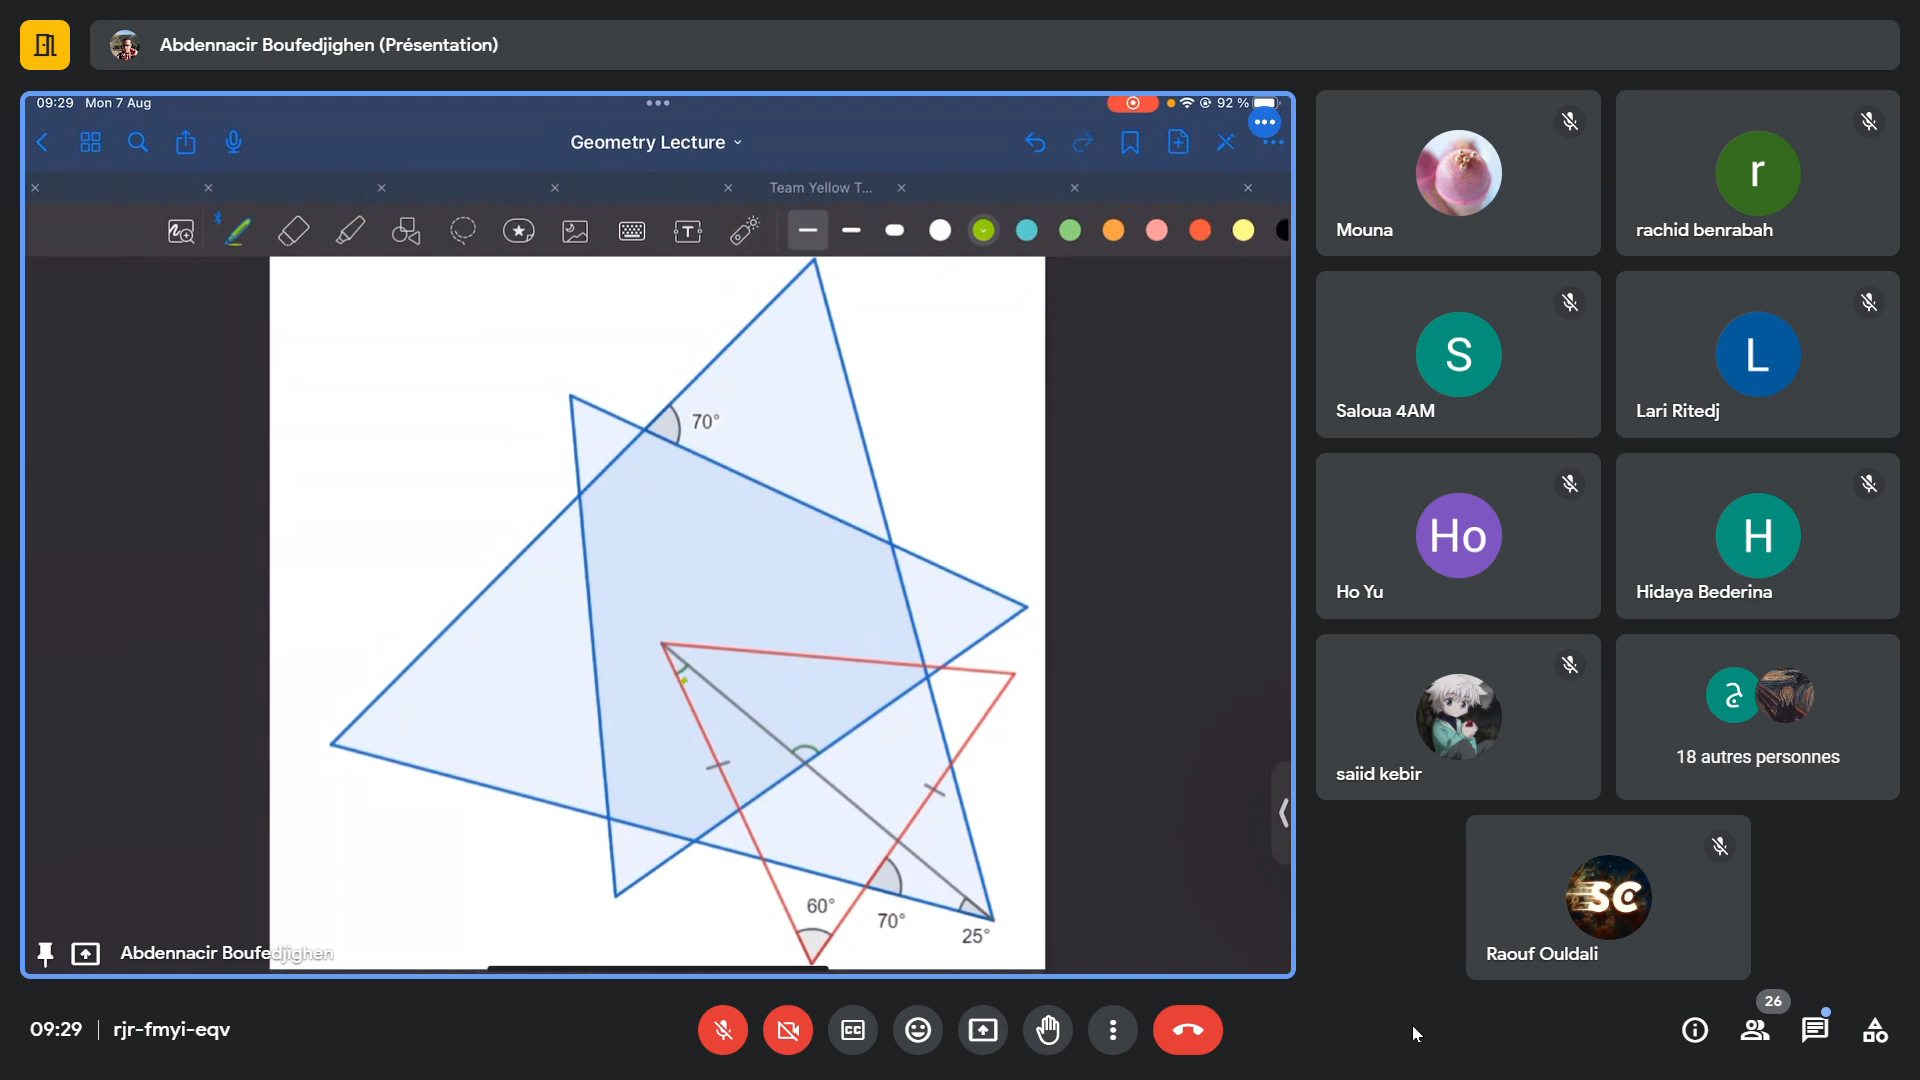 Abdennacir Boufedjighen (Présentation)
09:29 Mon 7 Aug
92 %
Geometry Lecture
Team Yellow T...
T
70°
60°
70°
25°
Abdennacir Boufedjighen
Mouna
r
rachid benrabah
S
Saloua 4AM
L
Lari Ritedj
Ho
Ho Yu
H
Hidaya Bederina
saiid kebir
18 autres personnes
SC
Raouf Ouldali
09:29 | rjr-fmyi-eqv
CC
26